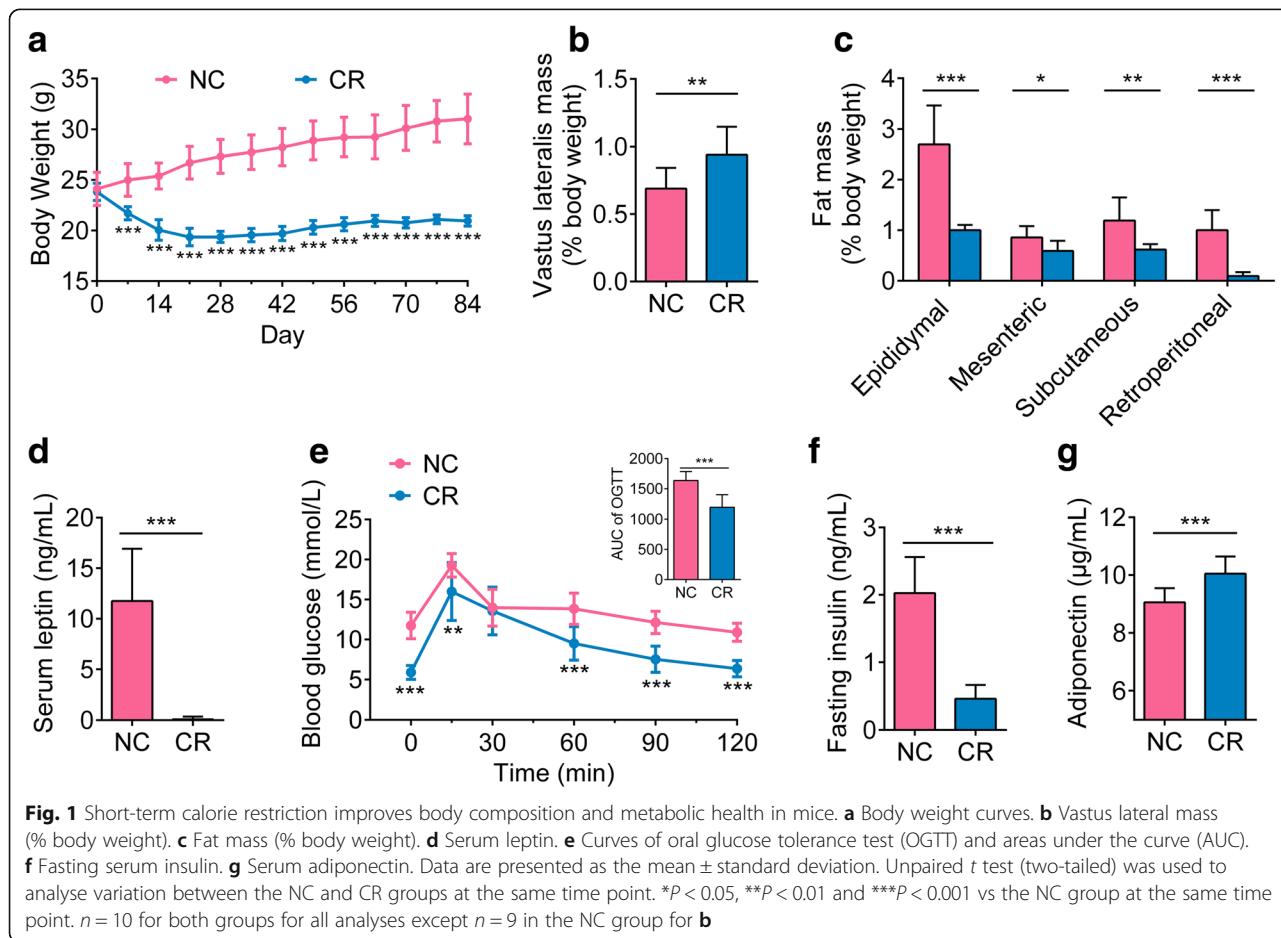 a
NC CR
Body Weight (g)
35
30
25
20
15
*** *** *** *** *** *** *** *** *** *** *** ***
0 14 28 42 56 70 84
Day
b
Vastus lateralis mass
(% body weight)
1.5
1.0
0.5
0.0
**
NC CR
c
Fat mass
(% body weight)
4
3
2
1
0
*** * ** ***
Epididymal
Mesenteric
Subcutaneous
Retroperitoneal
d
Serum leptin (ng/mL)
20
15
10
5
0
***
NC CR
e
NC
CR
Blood glucose (mmol/L)
25
20
15
10
5
0
*** ** *** *** ***
0 30 60 90 120
Time (min)
AUC of OGTT
2000
1500
1000
500
0
***
NC CR
f
Fasting insulin (ng/mL)
3
2
1
0
***
NC CR
g
Adiponectin (µg/mL)
12
10
8
6
***
NC CR
Fig. 1 Short-term calorie restriction improves body composition and metabolic health in mice. a Body weight curves. b Vastus lateral mass
(% body weight). c Fat mass (% body weight). d Serum leptin. e Curves of oral glucose tolerance test (OGTT) and areas under the curve (AUC).
f Fasting serum insulin. g Serum adiponectin. Data are presented as the mean ± standard deviation. Unpaired t test (two-tailed) was used to
analyse variation between the NC and CR groups at the same time point. *P < 0.05, **P < 0.01 and ***P < 0.001 vs the NC group at the same time
point. n = 10 for both groups for all analyses except n = 9 in the NC group for b